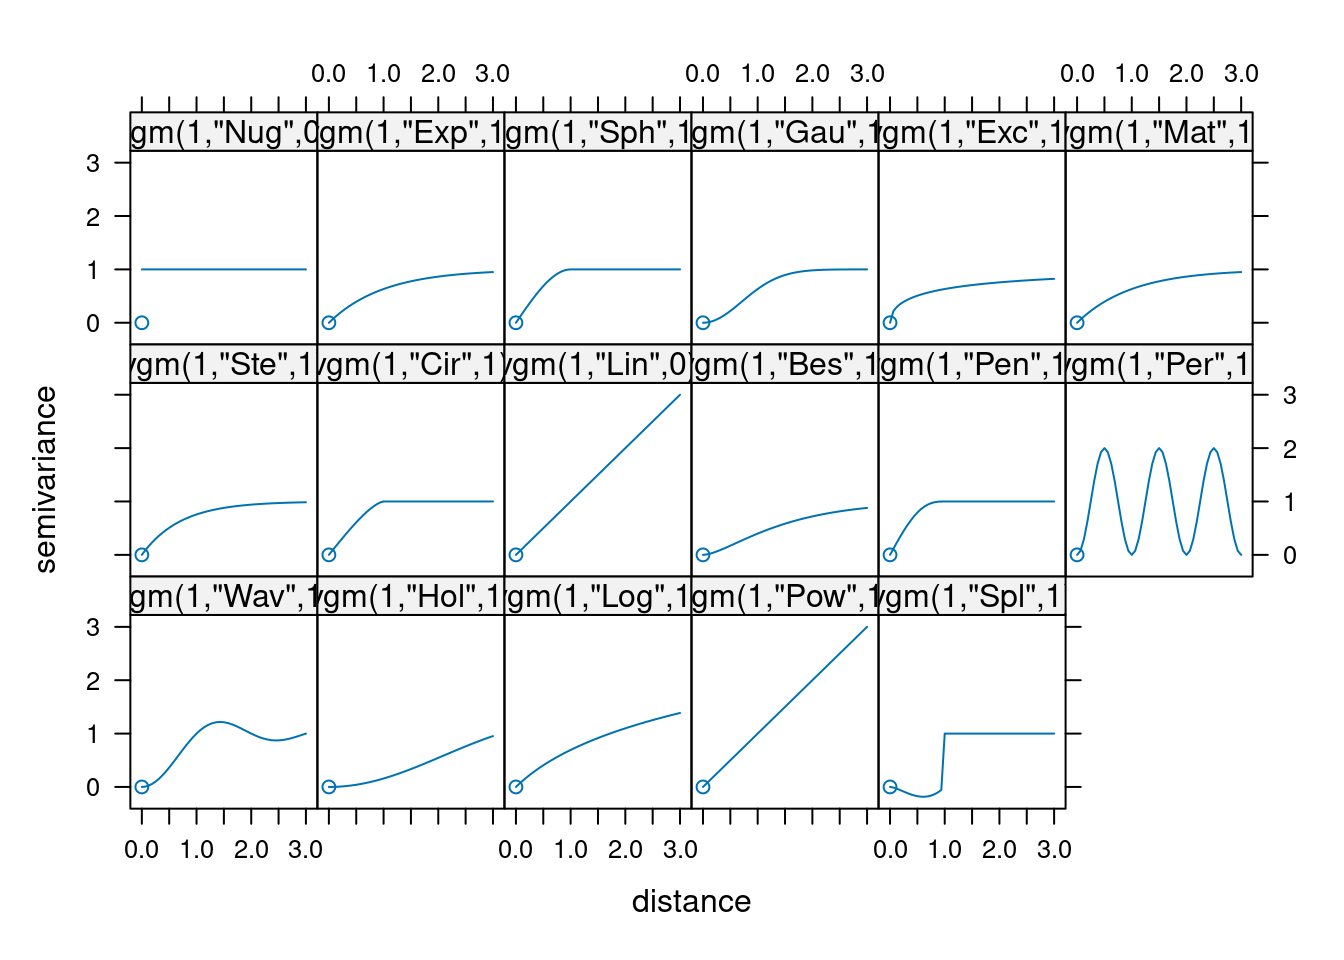 0.0 1.0 2.0 3.0 0.0 1.0 2.0 3.0 0.0 1.0 2.0 3.0
gm(1,"Nug",0 gm(1,"Exp",1 gm(1,"Sph",1 gm(1,"Gau",1 vgm(1,"Exc",1 vgm(1,"Mat",1
3
2
1
0
vgm(1,"Ste",1 vgm(1,"Cir",1) vgm(1,"Lin",0) gm(1,"Bes",1 gm(1,"Pen",1 vgm(1,"Per",1
3
2
1
0
gm(1,"Wav",1 vgm(1,"Hol",1 vgm(1,"Log",1 gm(1,"Pow",1 vgm(1,"Spl",1
3
2
1
0
0.0 1.0 2.0 3.0 0.0 1.0 2.0 3.0 0.0 1.0 2.0 3.0
semivariance
distance